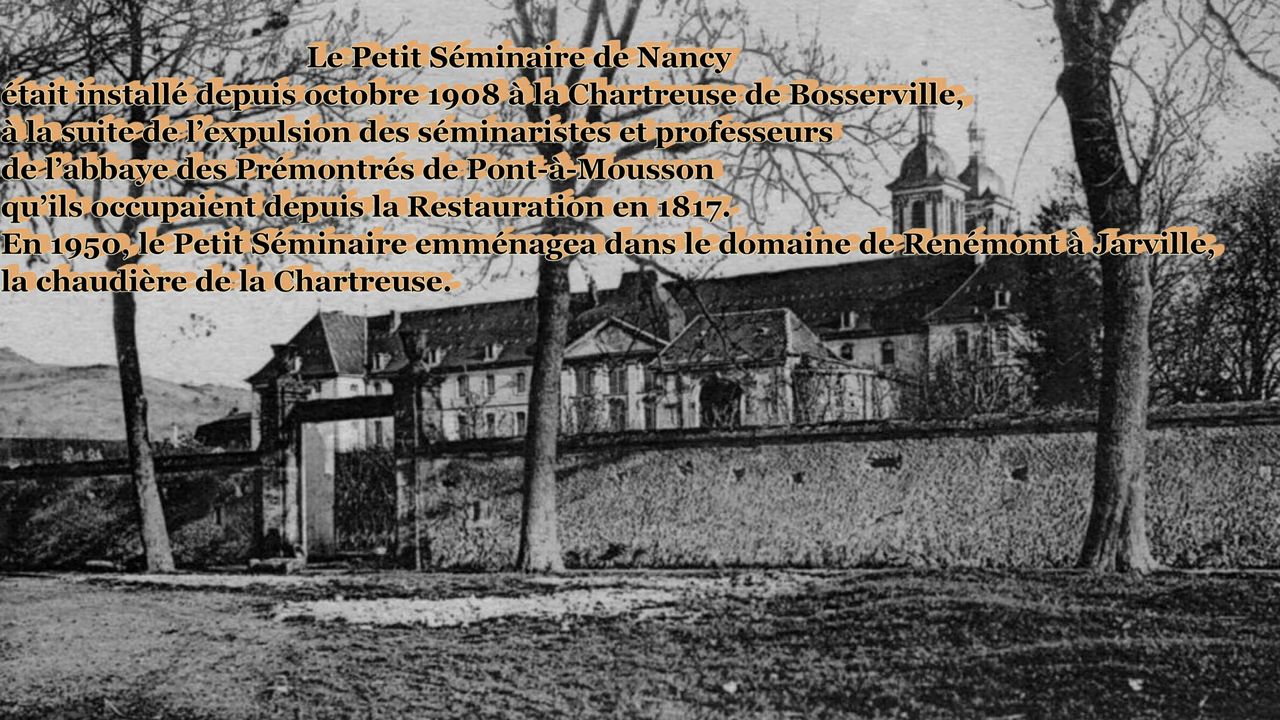 Le Petit Séminaire de Nancy
était installé depuis octobre 1908 à la Chartreuse de Bosserville,
à la suite de l'expulsion des séminaristes et professeurs
de l'abbaye des Prémontrés de Pont-à-Mousson
qu'ils occupaient depuis la Restauration en 1817.
En 1950, le Petit Séminaire emménagea dans le domaine de Renémont à Jarville,
la chaudière de la Chartreuse.